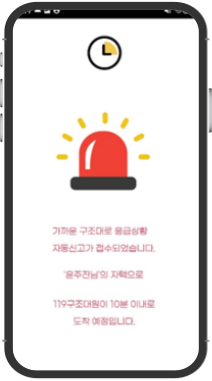 가까운 구조대로 응급상황
자동신고가 접수되었습니다.
'윤주진님'의 자택으로
119구조대원이 10분 이내로
도착 예정입니다.